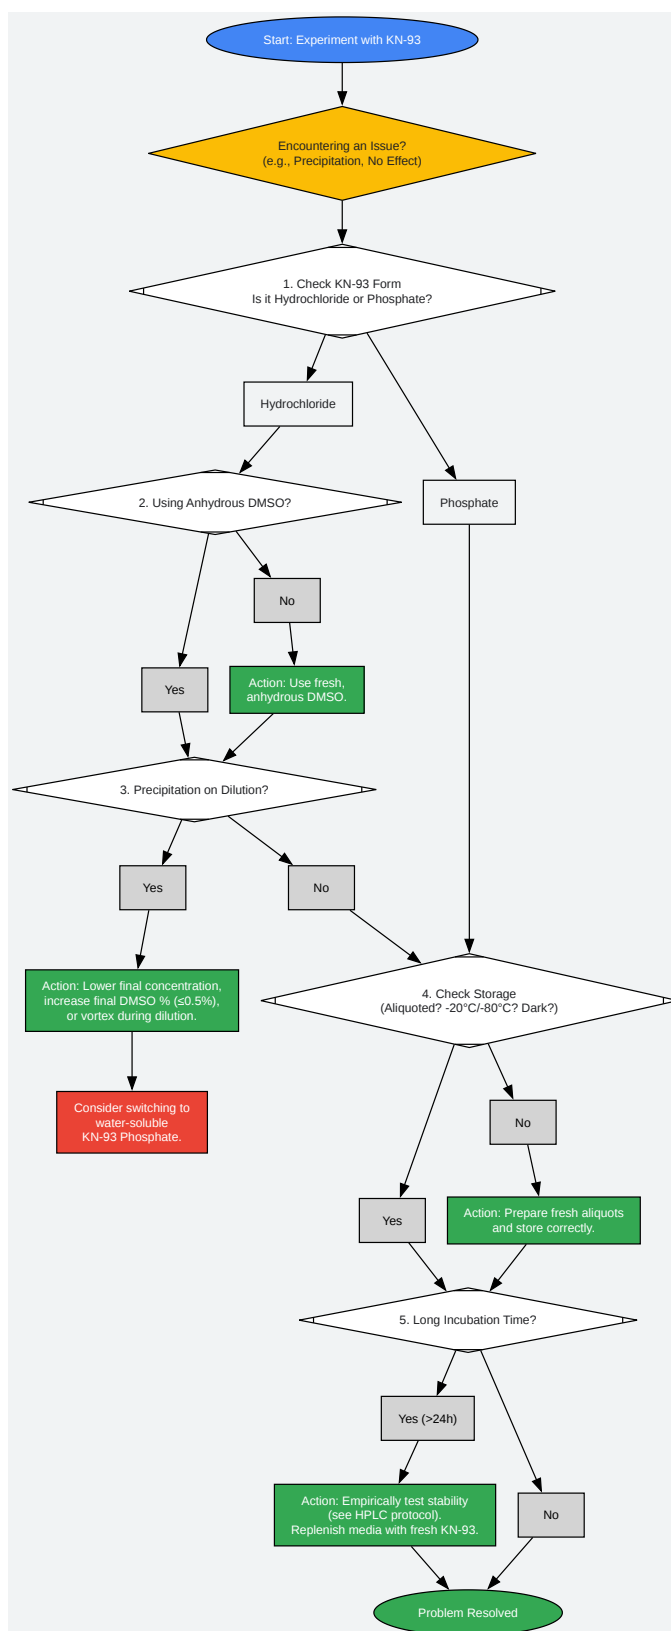 Start: Experiment with KN-93
Encountering an Issue?
(e.g., Precipitation, No Effect)
1. Check KN-93 Form
Is it Hydrochloride or Phosphate?
Hydrochloride
2. Using Anhydrous DMSO?
Phosphate
No
Yes
Action: Use fresh,
anhydrous DMSO.
3. Precipitation on Dilution?
Yes
No
Action: Lower final concentration,
increase final DMSO % (≤0.5%),
or vortex during dilution.
4. Check Storage
(Aliquoted? -20°C/-80°C? Dark?)
Consider switching to
water-soluble
KN-93 Phosphate.
No
Yes
Action: Prepare fresh aliquots
and store correctly.
5. Long Incubation Time?
Yes (>24h)
Action: Empirically test stability
(see HPLC protocol).
Replenish media with fresh KN-93.
No
Problem Resolved